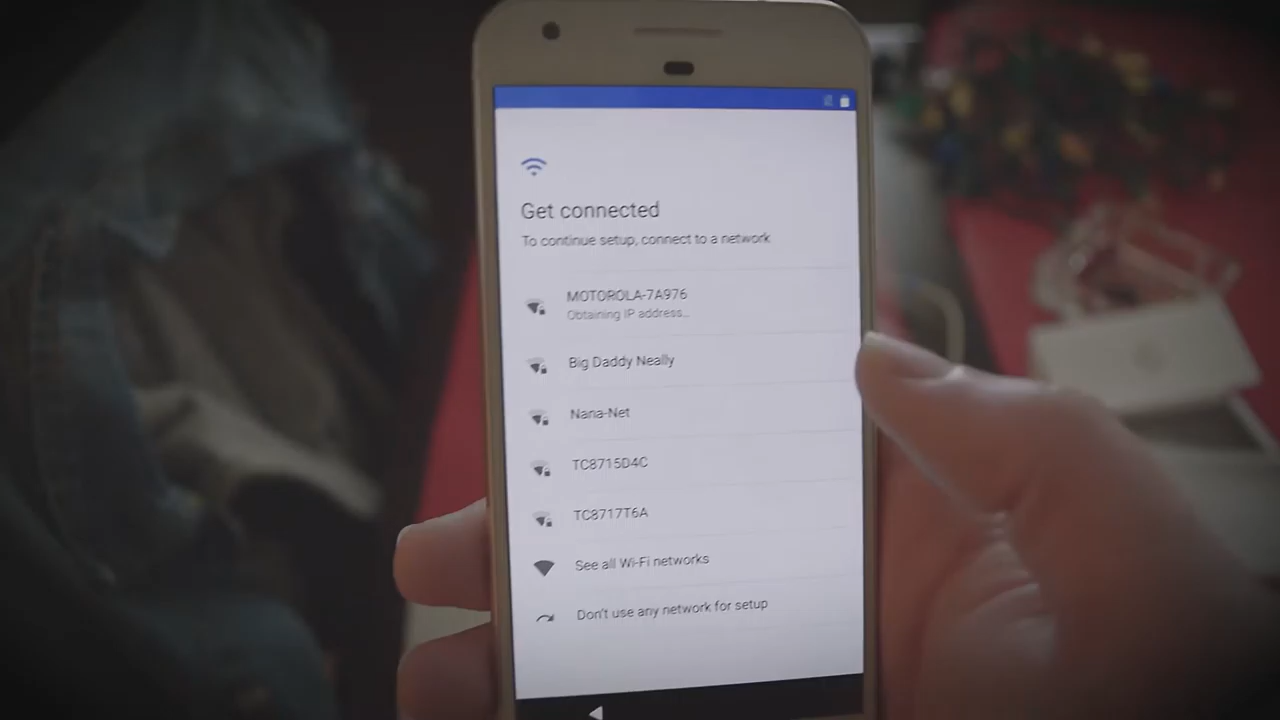 Get connected
To continue setup, connect to a network
MOTOROLA-7A976
Obtaining IP address...
Big Daddy Neally
Nana-Net
TC8715D4C
TC8717T6A
See all Wi-Fi networks
Don't use any network for setup